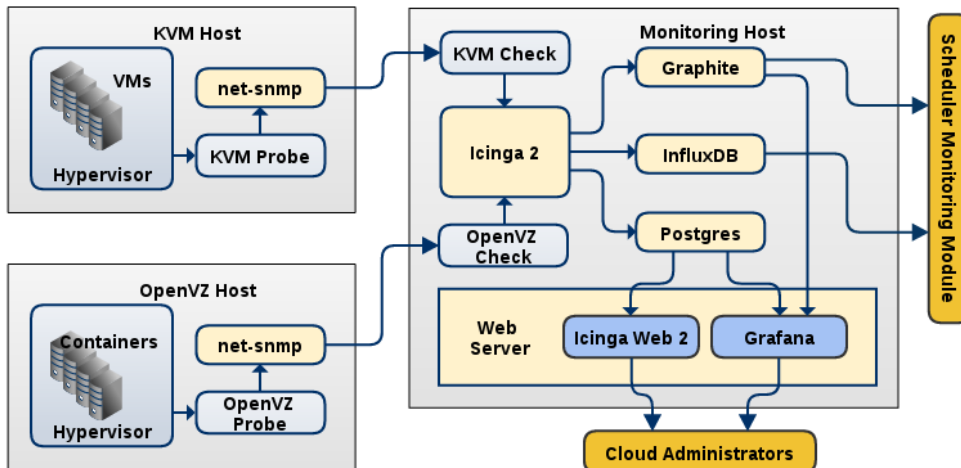 KVM Host
VMs
Hypervisor
net-snmp
KVM Probe
OpenVZ Host
Containers
Hypervisor
net-snmp
OpenVZ
Probe
Monitoring Host
KVM Check
Icinga 2
OpenVZ
Check
Graphite
InfluxDB
Postgres
Web
Server
Icinga Web 2
Grafana
Cloud Administrators
Scheduler Monitoring Module